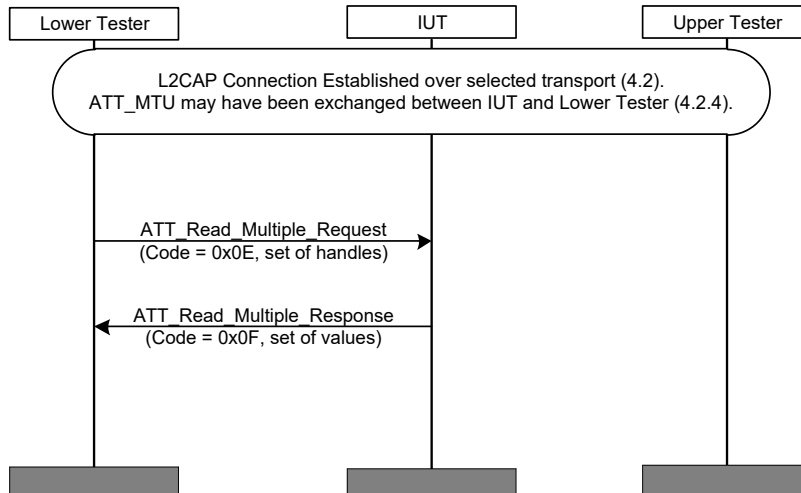 Lower Tester
IUT
Upper Tester
L2CAP Connection Established over selected transport (4.2).
ATT_MTU may have been exchanged between IUT and Lower Tester (4.2.4).
ATT_Read_Multiple_Request
(Code = 0x0E, set of handles)
ATT_Read_Multiple_Response
(Code = 0x0F, set of values)